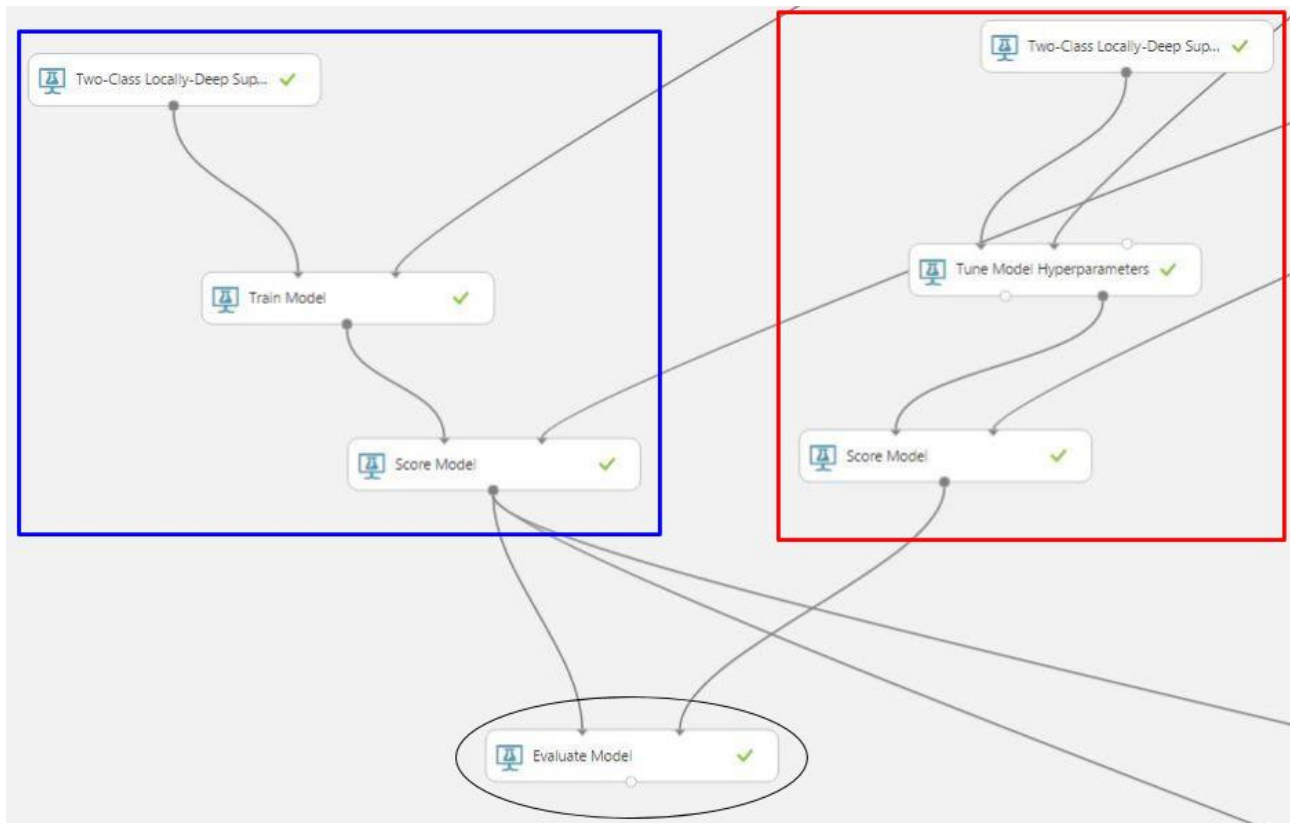 Two-Class Locally-Deep Sup...
Two-Class Locally-Deep Sup...
Tune Model Hyperparameters
Train Model
Score Model
Score Model
Evaluate Model